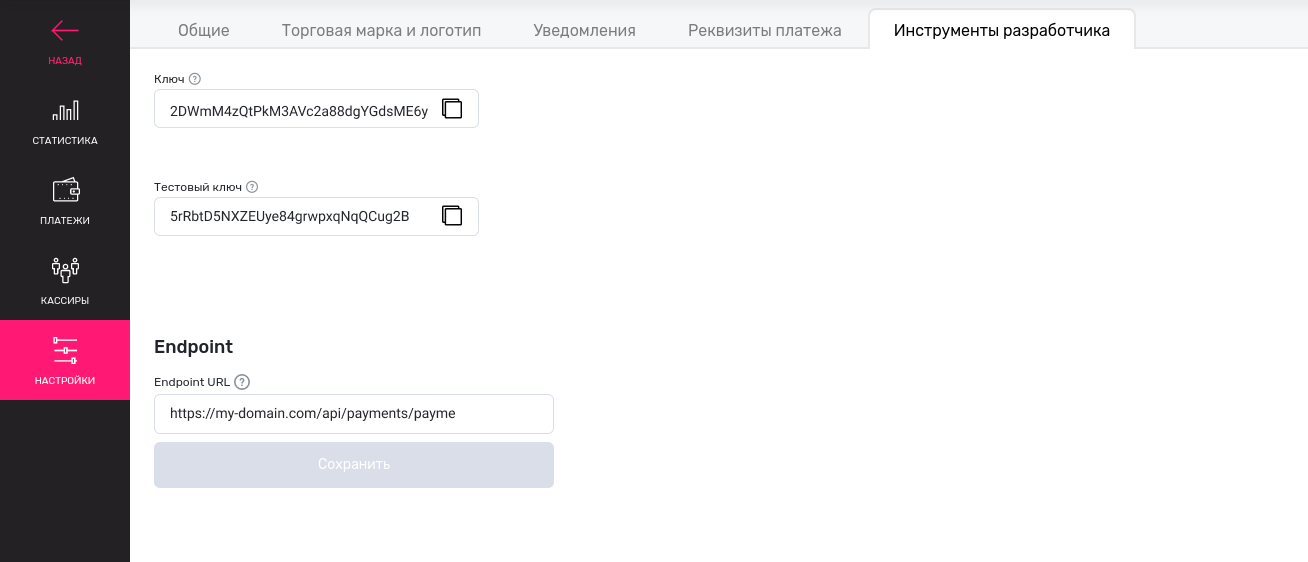 НАЗАД
СТАТИСТИКА
ПЛАТЕЖИ
КАССИРЫ
НАСТРОЙКИ
Общие
Торговая марка и логотип
Уведомления
Реквизиты платежа
Инструменты разработчика
Ключ ?
2DWmM4zQtPkM3AVc2a88dgYGdsME6y
Тестовый ключ ?
5rRbtD5NXZEUye84grwpxqNqQCug2B
Endpoint
Endpoint URL ?
https://my-domain.com/api/payments/payme
Сохранить